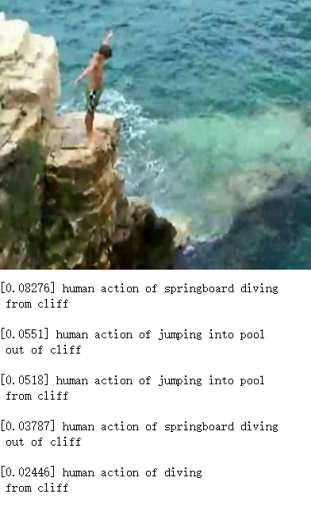 [0.08276] human action of springboard diving
from cliff
[0.0551] human action of jumping into pool
out of cliff
[0.0518] human action of jumping into pool
from cliff
[0.03787] human action of springboard diving
out of cliff
[0.02446] human action of diving
from cliff